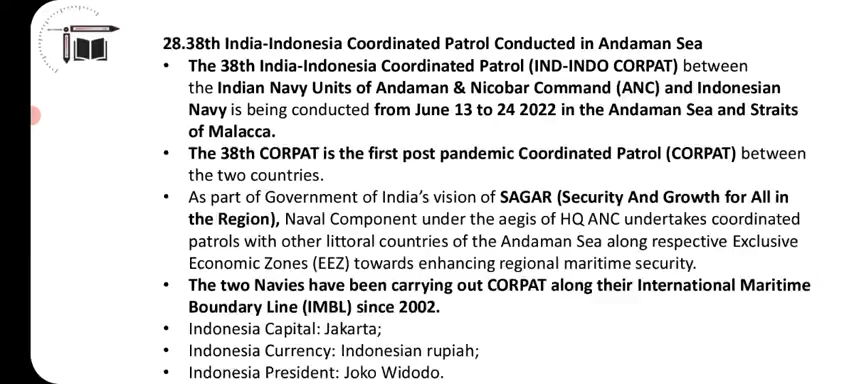 28.38th India-Indonesia Coordinated Patrol Conducted in Andaman Sea
• The 38th India-Indonesia Coordinated Patrol (IND-INDO CORPAT) between
the Indian Navy Units of Andaman & Nicobar Command (ANC) and Indonesian
Navy is being conducted from June 13 to 24 2022 in the Andaman Sea and Straits
of Malacca.
• The 38th CORPAT is the first post pandemic Coordinated Patrol (CORPAT) between
the two countries.
• As part of Government of India's vision of SAGAR (Security And Growth for All in
the Region), Naval Component under the aegis of HQ ANC undertakes coordinated
patrols with other littoral countries of the Andaman Sea along respective Exclusive
Economic Zones (EEZ) towards enhancing regional maritime security.
• The two Navies have been carrying out CORPAT along their International Maritime
Boundary Line (IMBL) since 2002.
• Indonesia Capital: Jakarta;
• Indonesia Currency: Indonesian rupiah;
• Indonesia President: Joko Widodo.